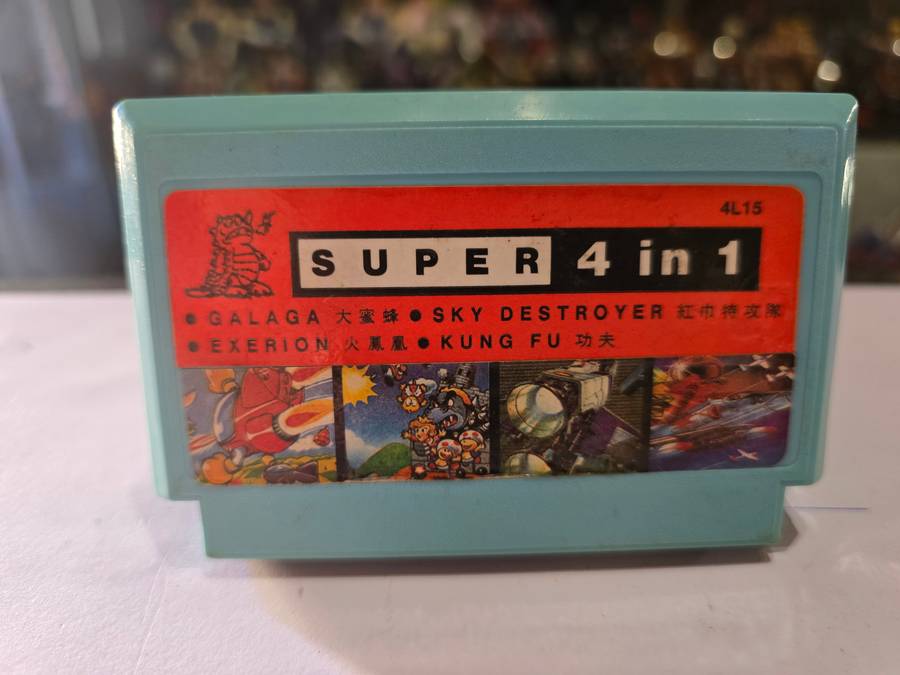 4L15
SUPER 4 in 1
● GALAGA 大蜜蜂 ● SKY DESTROYER 紅巾特攻隊
● EXERION 火鳳凰 ● KUNG FU 功夫